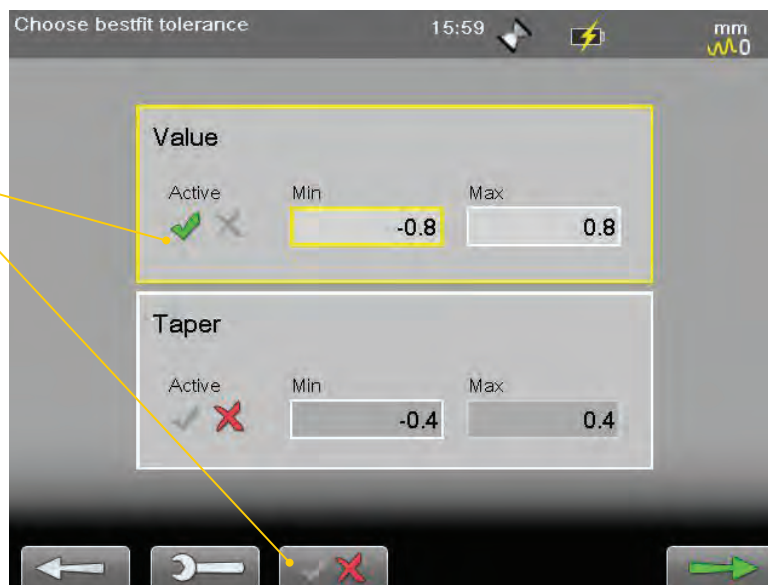 Choose bestfit tolerance 15:59 mm
0
Value
Active Min Max
-0.8 0.8
Taper
Active Min Max
-0.4 0.4